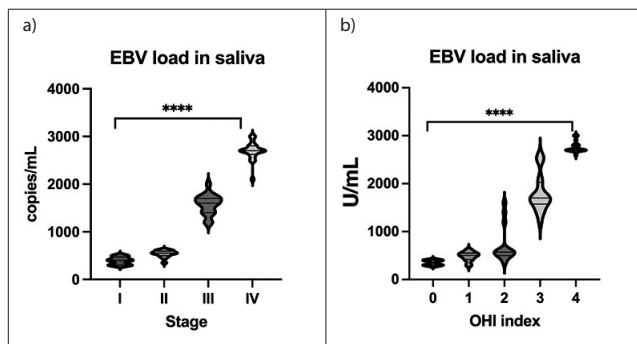 a)
EBV load in saliva
4000
3000
2000
1000
0
copies/mL
****
I II III IV
Stage
b)
EBV load in saliva
4000
3000
2000
1000
0
U/mL
****
0 1 2 3 4
OHI index